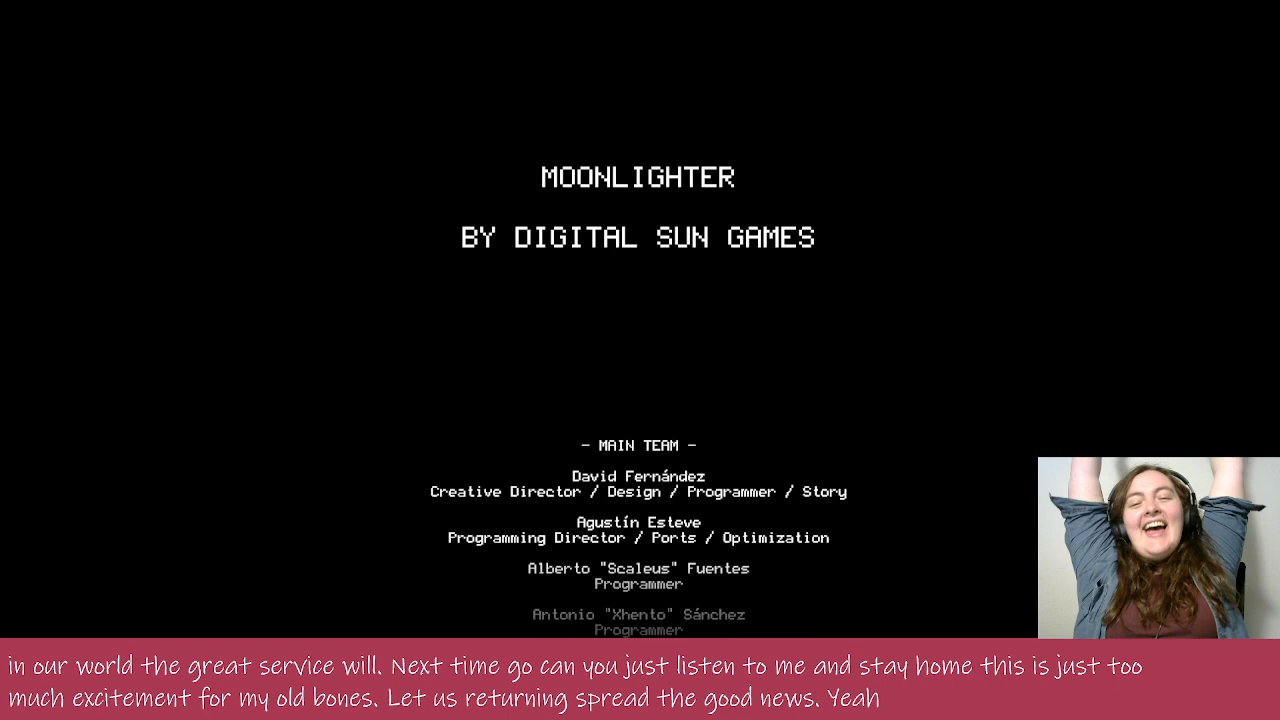 MOONLIGHTER
BY DIGITAL SUN GAMES
- MAIN TEAM -
David Fernández
Creative Director / Design / Programmer / Story
Agustín Esteve
Programming Director / Ports / Optimization
Alberto "Scaleus" Fuentes
Programmer
Antonio "Xhento" Sánchez
Programmer
in our world the great service will. Next time go can you just listen to me and stay home this is just too
much excitement for my old bones. Let us returning spread the good news. Yeah